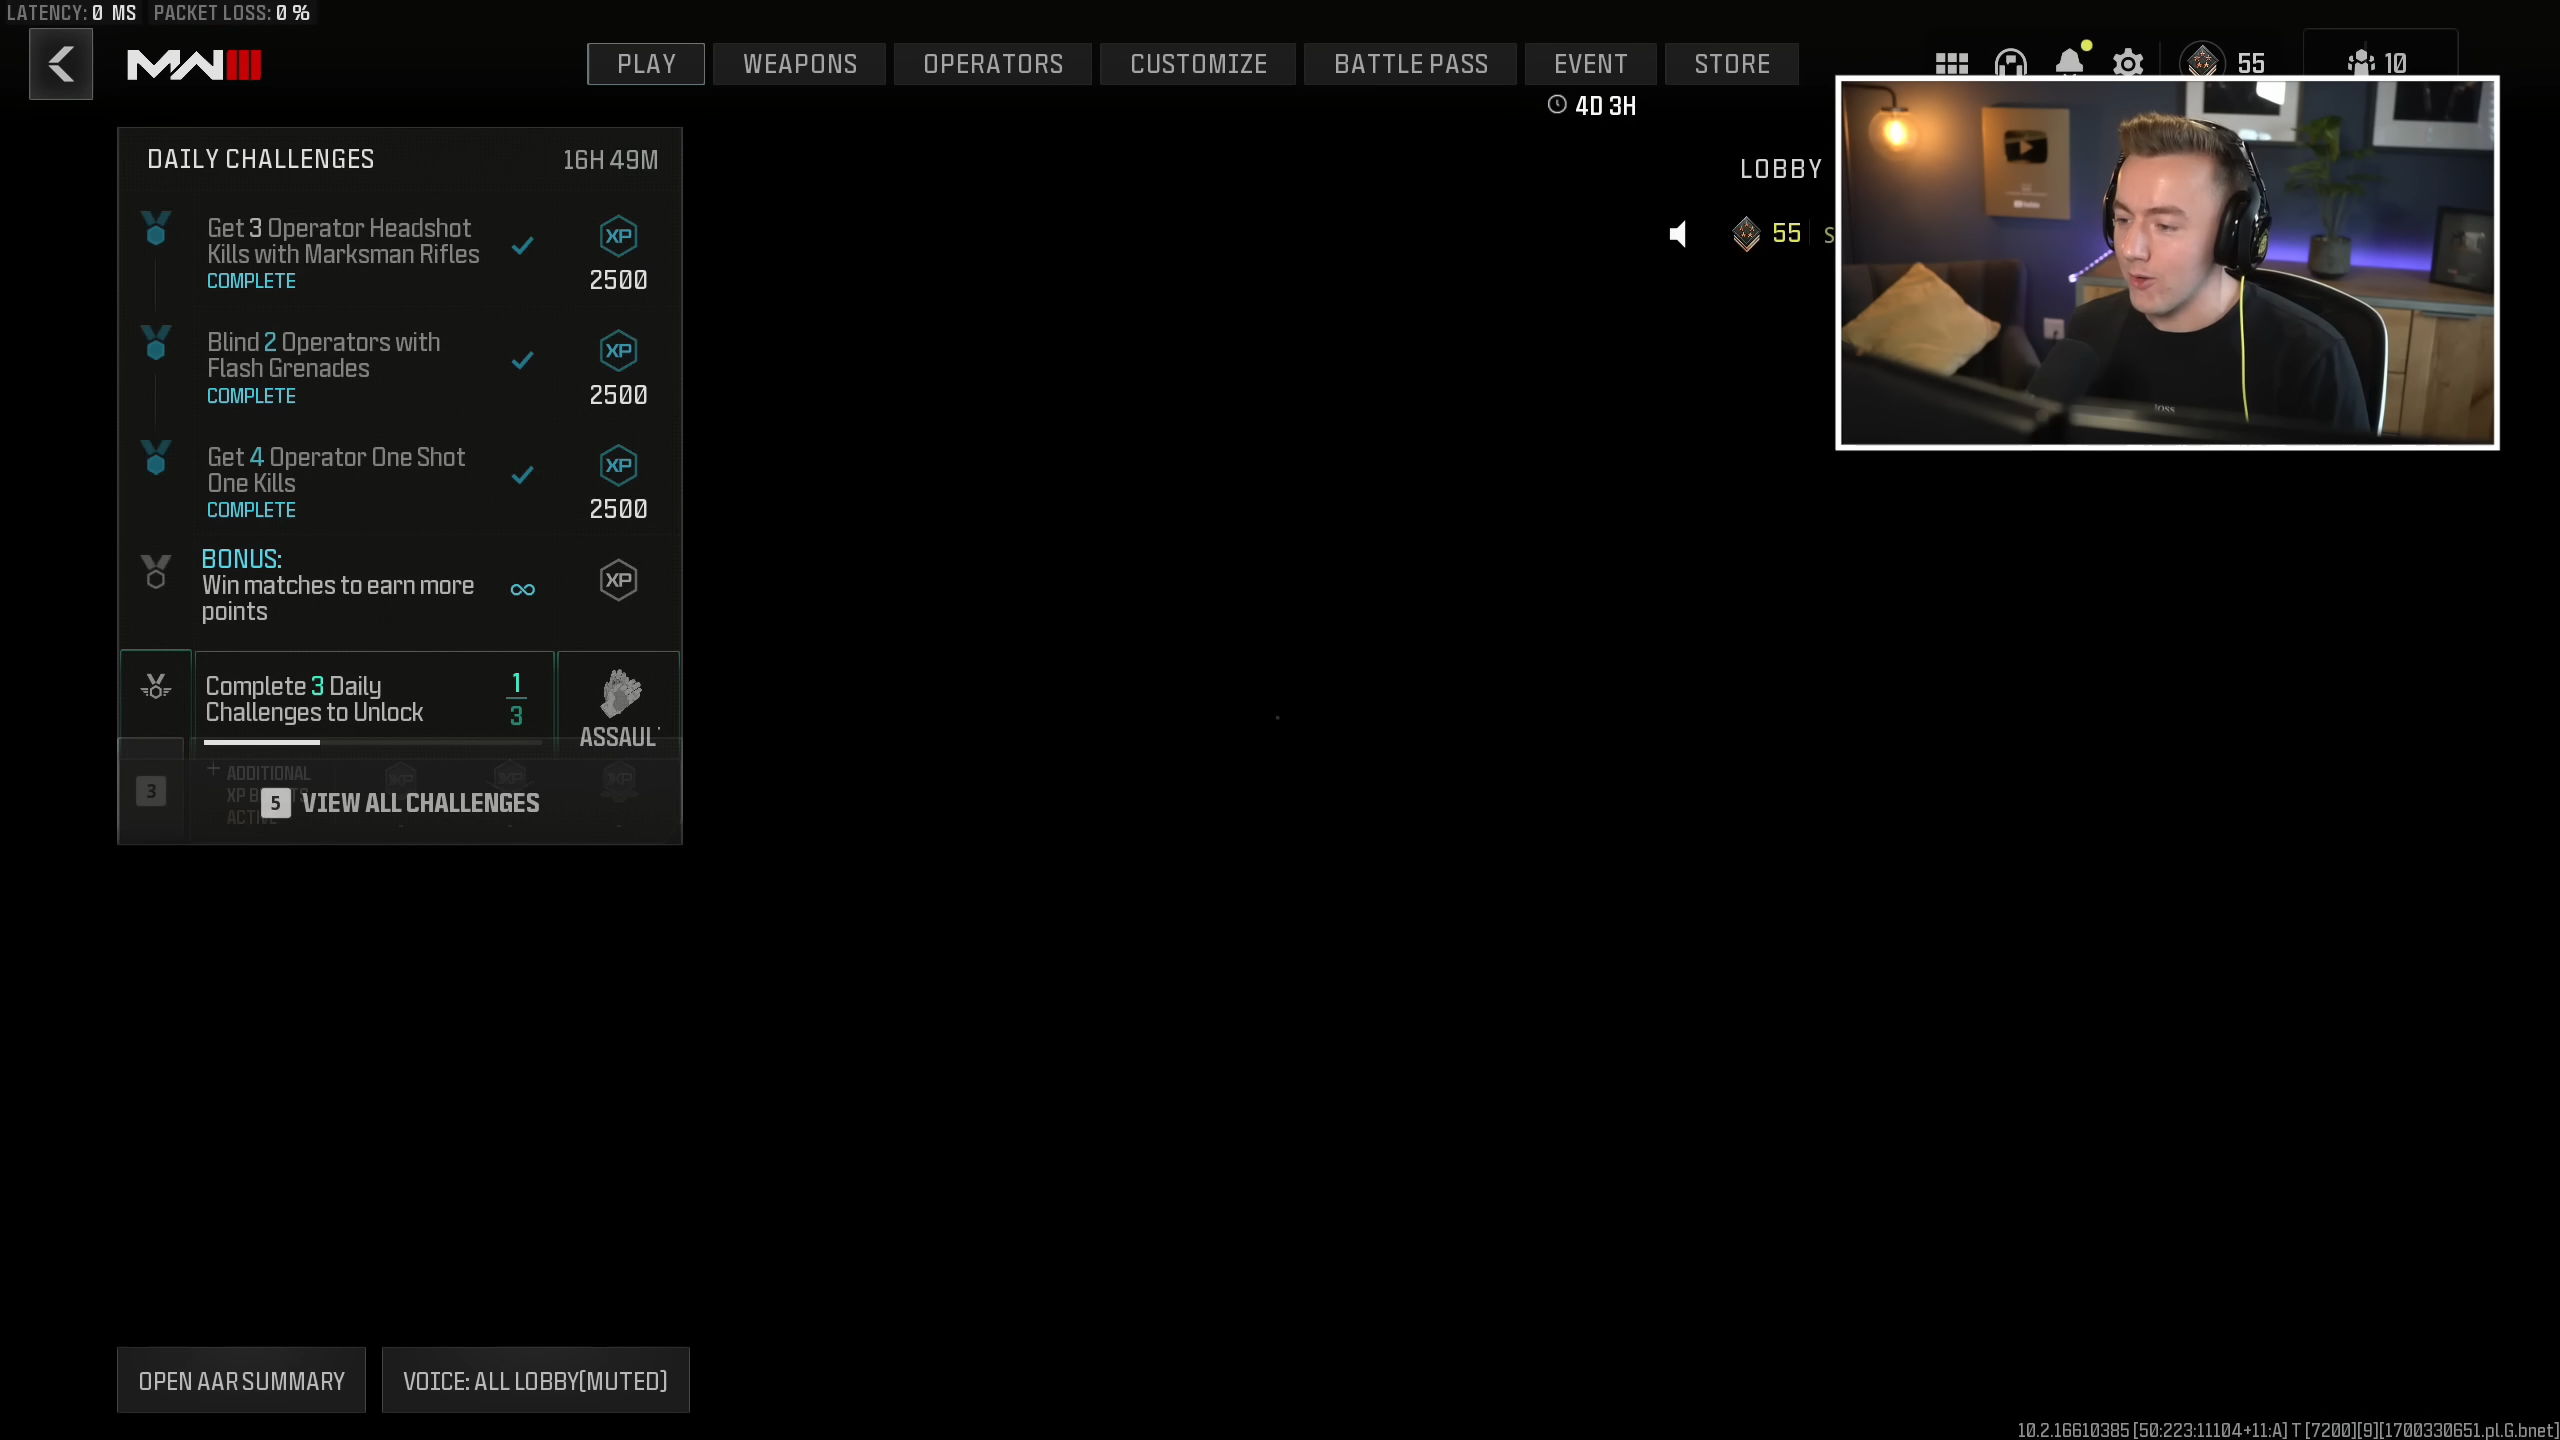 LATENCY: 0 MS PACKET LOSS: 0 %
MWIII
PLAY
WEAPONS
OPERATORS
CUSTOMIZE
BATTLE PASS
EVENT
STORE
55
10
4D 3H
DAILY CHALLENGES
16H 49M
LOBBY
55
S
Get 3 Operator Headshot
Kills with Marksman Rifles
COMPLETE
XP
2500
Blind 2 Operators with
Flash Grenades
COMPLETE
XP
2500
Get 4 Operator One Shot
One Kills
COMPLETE
XP
2500
BONUS:
Win matches to earn more
points
XP
Complete 3 Daily
Challenges to Unlock
1
3
ASSAUL
3
+ ADDITIONAL
ACTIVE
5 VIEW ALL CHALLENGES
OPEN AAR SUMMARY
VOICE: ALL LOBBY[MUTED]
10.2.16610385 [50:223:11104+11:A] T [7200][9][1700330651.pl.G.bnet]